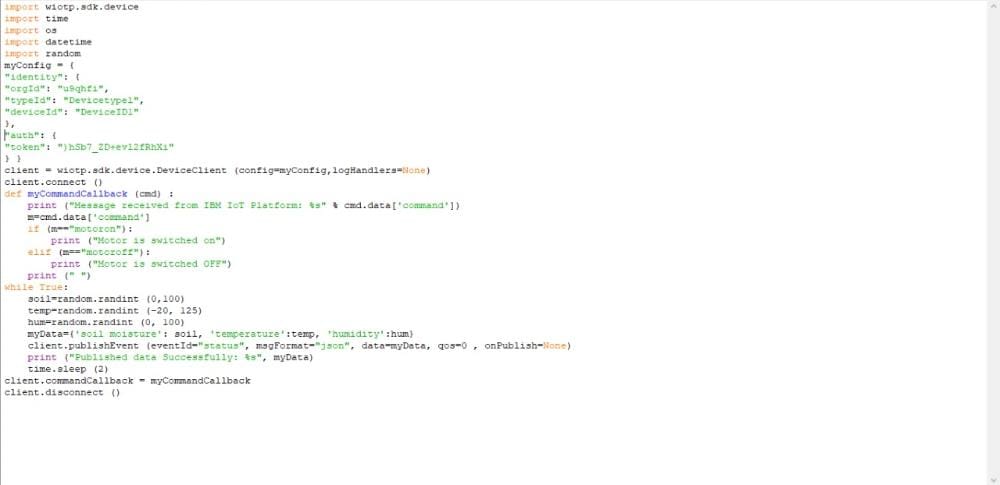 import wiotp.sdk.device
import time
import os
import datetime
import random
myConfig = {
"identity": {
"orgId": "u9qhfi",
"typeId": "Devicetype1",
"deviceId": "DeviceID1"
},
"auth": {
"token": ")hSb7_ZD+evl2fRhXi"
} }
client = wiotp.sdk.device.DeviceClient (config=myConfig,logHandlers=None)
client.connect ()
def myCommandCallback (cmd) :
    print ("Message received from IBM IoT Platform: %s" % cmd.data['command'])
    m=cmd.data['command']
    if (m=="motoron"):
        print ("Motor is switched on")
    elif (m=="motoroff"):
        print ("Motor is switched OFF")
    print (" ")
while True:
    soil=random.randint (0,100)
    temp=random.randint (-20, 125)
    hum=random.randint (0, 100)
    myData={'soil moisture': soil, 'temperature':temp, 'humidity':hum}
    client.publishEvent (eventId="status", msgFormat="json", data=myData, qos=0 , onPublish=None)
    print ("Published data Successfully: %s", myData)
    time.sleep (2)
client.commandCallback = myCommandCallback
client.disconnect ()